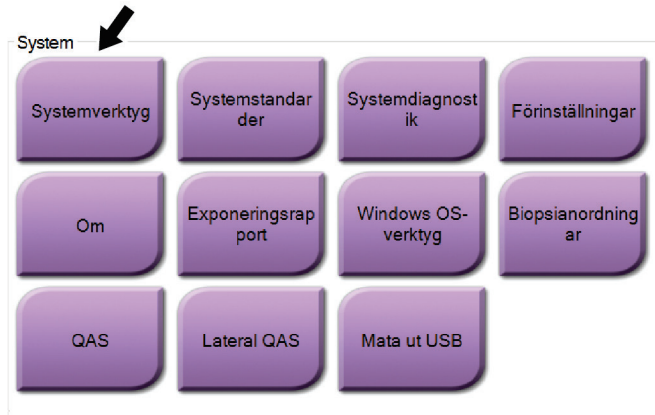 System
Systemverktyg
Systemstandar
der
Systemdiagnost
ik
Förinställningar
Om
Exponeringsrap
port
Windows OS-
verktyg
Biopsianordning
ar
QAS
Lateral QAS
Mata ut USB